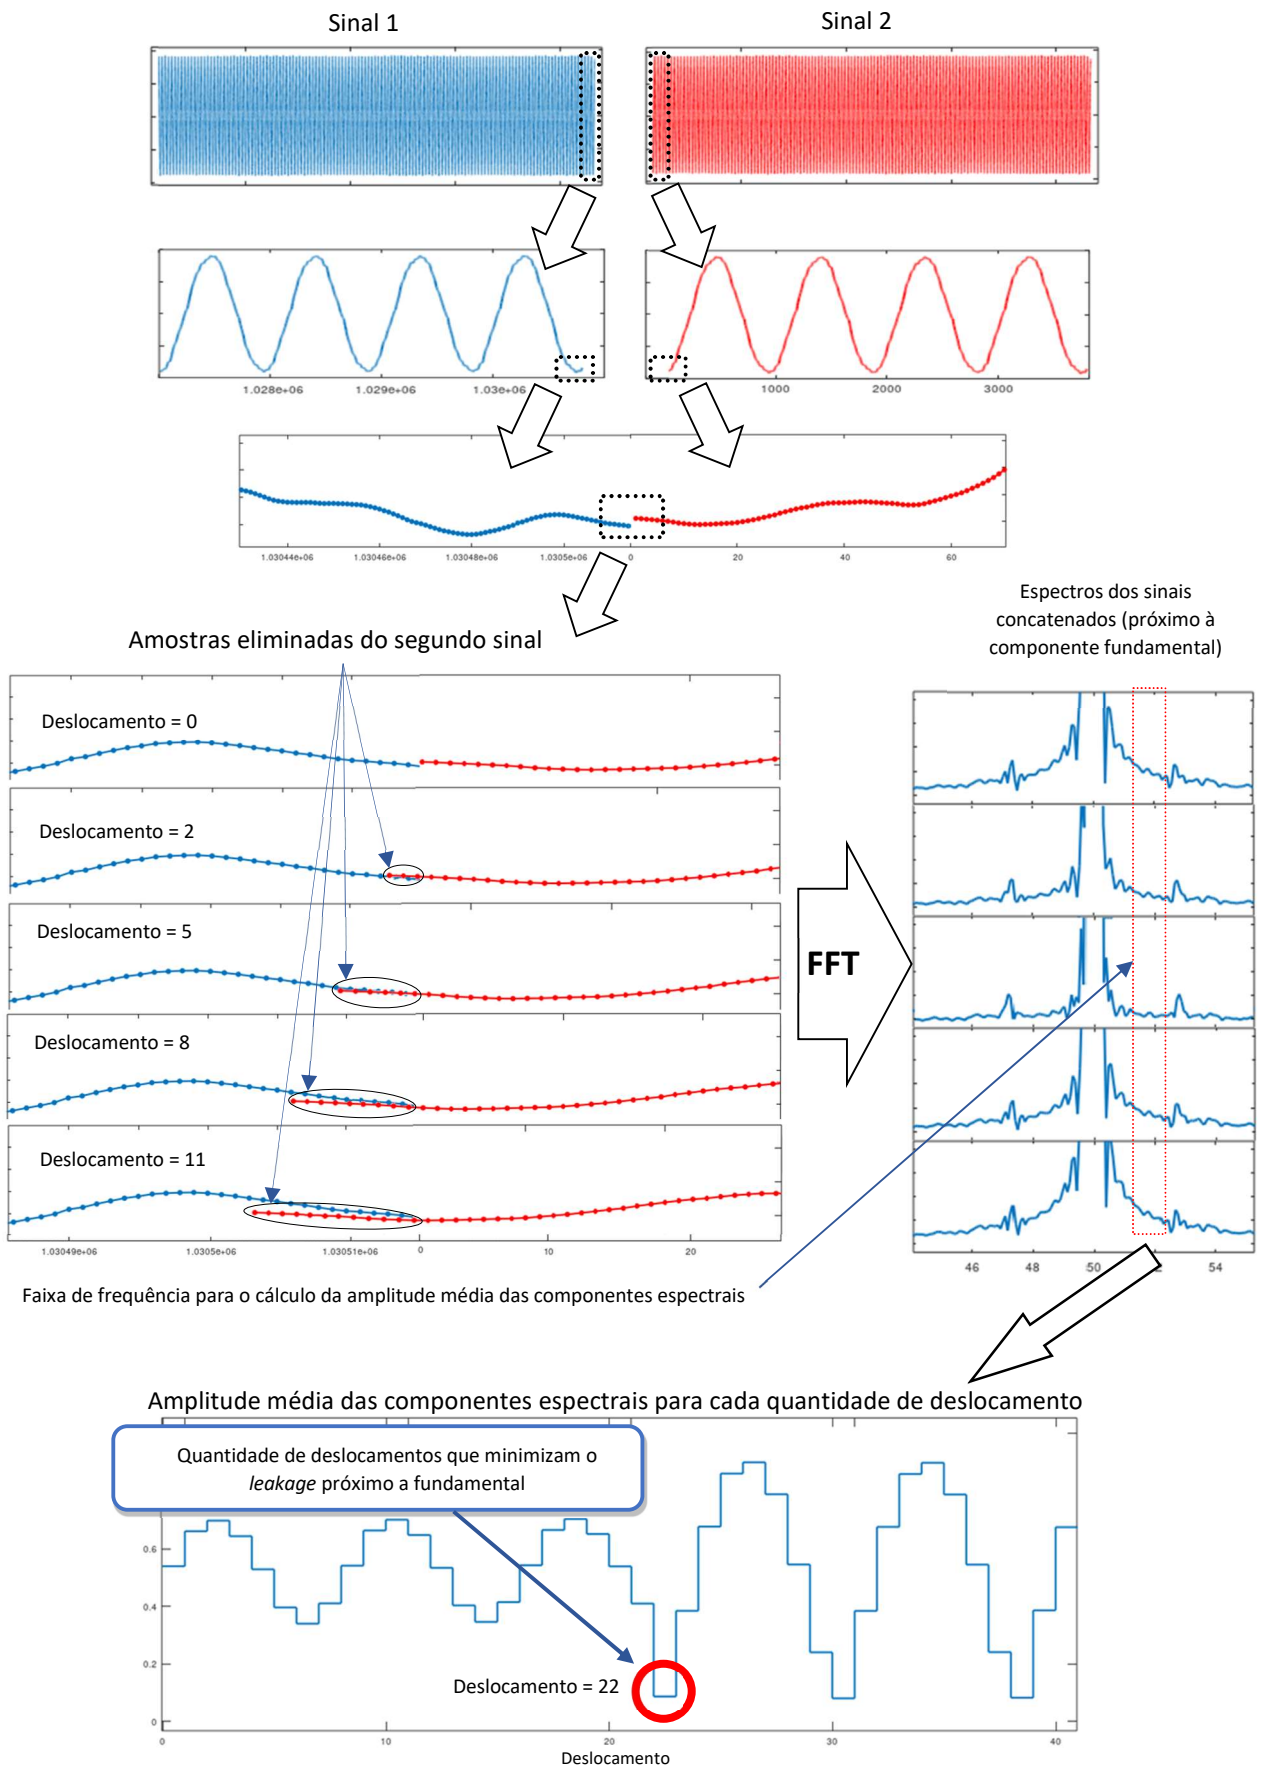 Sinal 1
Sinal 2
1.028e+06
1.029e+06
1.03e+06
1000
2000
3000
1.03044e+06
1.03046e+06
1.03048e+06
1.0305e+06
0
20
40
60
Amostras eliminadas do segundo sinal
Espectros dos sinais
concatenados (próximo à
componente fundamental)
Deslocamento = 0
Deslocamento = 2
Deslocamento = 5
Deslocamento = 8
Deslocamento = 11
1.03049e+06
1.0305e+06
1.03051e+06
0
10
20
FFT
46
48
50
54
Faixa de frequência para o cálculo da amplitude média das componentes espectrais
Amplitude média das componentes espectrais para cada quantidade de deslocamento
Quantidade de deslocamentos que minimizam o
leakage próximo a fundamental
0.6
0.4
0.2
0
Deslocamento = 22
0
10
20
30
40
Deslocamento